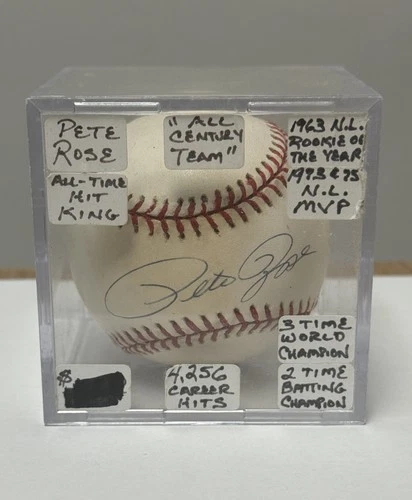 PETE
ROSE
"ALL
CENTURY
TEAM"
1963 N.L.
ROOKIE OF
THE YEAR
1973 & 75
N.L.
MVP
ALL-TIME
HIT
KING
Pete Rose
3 TIME
WORLD
CHAMPION
$
4,256
CAREER
HITS
2 TIME
BATTING
CHAMPION